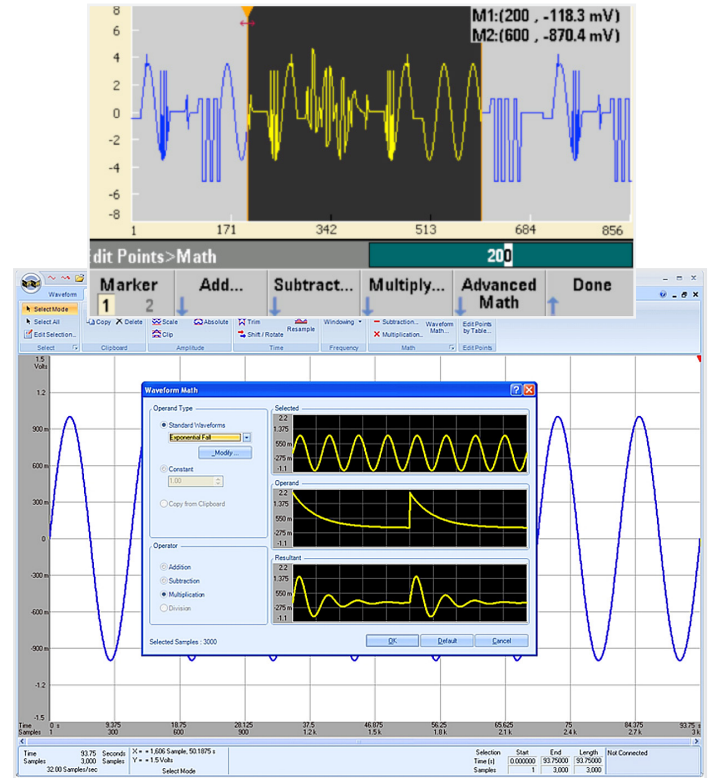 M1:(200 , -118.3 mV)
M2:(600 , -870.4 mV)
8
6
4
2
0
-2
-4
-6
-8
1 171 342 513 684 856
dit Points>Math 200
Marker 1 2 Add... Subtract... Multiply... Advanced Math Done
Waveform
Select Mode
Select All
Edit Selection..
Copy Delete
Scale Absolute
Clip
Trim
Shift / Rotate
Resample
Windowing
Subtraction..
Multiplication..
Waveform Math...
Edit Points by Table...
Select Clipboard Amplitude Time Frequency Math Edit Points
1.5
Volts
1.2
900 m
600 m
300 m
0
-300 m
-600 m
-900 m
-1.2
-1.5
Waveform Math
Operand Type
Standard Waveforms
Exponential Fall
_Modify ...
Constant
1.00
Copy from Clipboard
Operator
Addition
Subtraction
Multiplication
Division
Selected Samples : 3000
Selected
2.2
1.375
550 m
-275 m
-1.1
Operand
2.2
1.375
550 m
-275 m
-1.1
Resultant
2.2
1.375
550 m
-275 m
-1.1
OK Default Cancel
Time 0 s 9.375 18.75 28.125 37.5 46.875 56.25 65.625 75 84.375 93.75 s
Samples 1 300 600 900 1.2 k 1.5 k 1.8 k 2.1 k 2.4 k 2.7 k 3 k
Time 93.75 Seconds
Samples 3,000 Samples
32.00 Samples/sec
X = + 1,606 Sample, 50.1875 s
Y = + 1.5 Volts
Select Mode
Selection Start End Length
Time (s) 0.000000 93.75000 93.75000
Samples 1 3,000 3,000
Not Connected